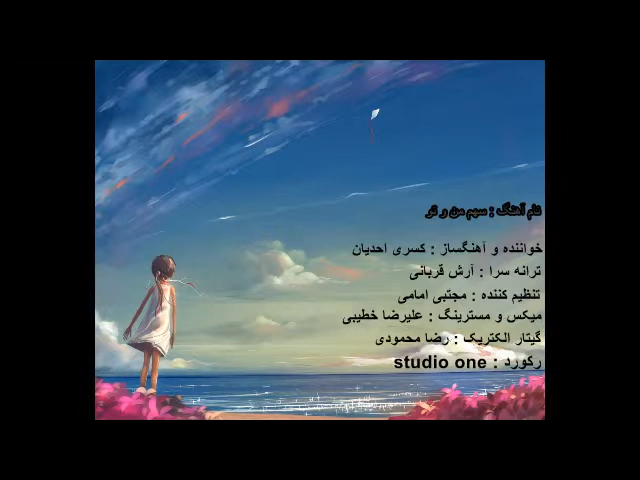 نام آهنگ : سهم من و تو
خواننده و آهنگساز : کسری احدیان
ترانه سرا : آرش قربانی
تنظیم کننده : مجتبی امامی
میکس و مسترینگ : علیرضا خطیبی
گیتار الکتریک : رضا محمودی
رکورد : studio one